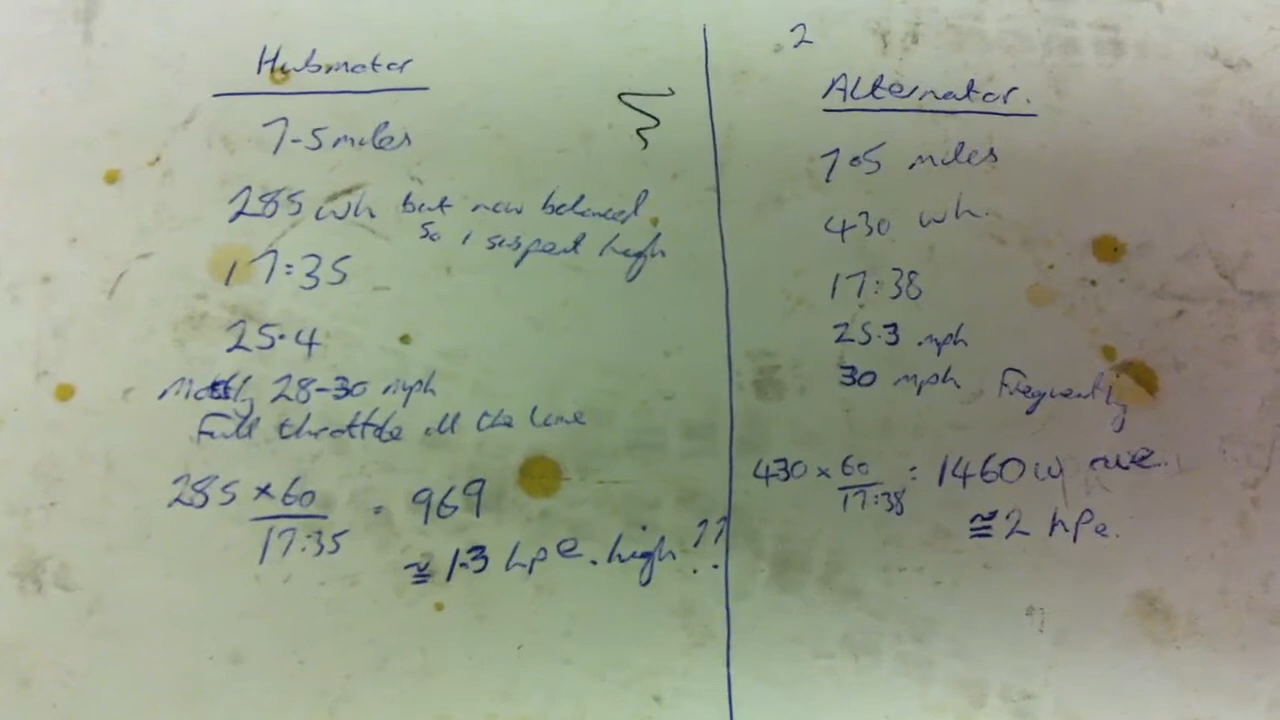 Hubmotor
7.5 miles
285 wh but now balanced
so I suspect high
17:35
25.4
Mostly 28-30 mph
Full throttle all the time
285 × 60
17:35
= 969
≅ 1.3 hpe. high??
2
Alternator.
7.5 miles
430 wh.
17:38
25.3 mph
30 mph Frequently
430 × 60
17:38
= 1460 w ave.
≅ 2 hpe.